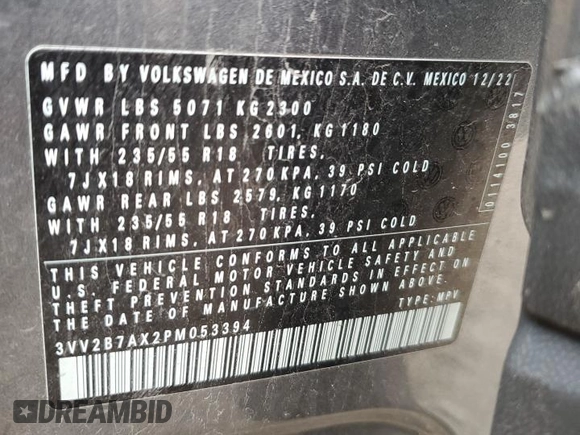 MFD BY VOLKSWAGEN DE MEXICO S.A. DE C.V. MEXICO 12/22
GVWR LBS 5071 KG 2300
GAWR FRONT LBS 2601, KG 1180
WITH 235/55 R18 TIRES,
7JX18 RIMS, AT 270 KPA, 39 PSI COLD
GAWR REAR LBS 2579, KG 1170
WITH 235/55 R18 TIRES,
7JX18 RIMS, AT 270 KPA, 39 PSI COLD
THIS VEHICLE CONFORMS TO ALL APPLICABLE
U.S. FEDERAL MOTOR VEHICLE SAFETY AND
THEFT PREVENTION STANDARDS IN EFFECT ON
THE DATE OF MANUFACTURE SHOWN ABOVE.
3VV2B7AX2PM053394 TYPE: MPV
0114100 3817
DREAMBID